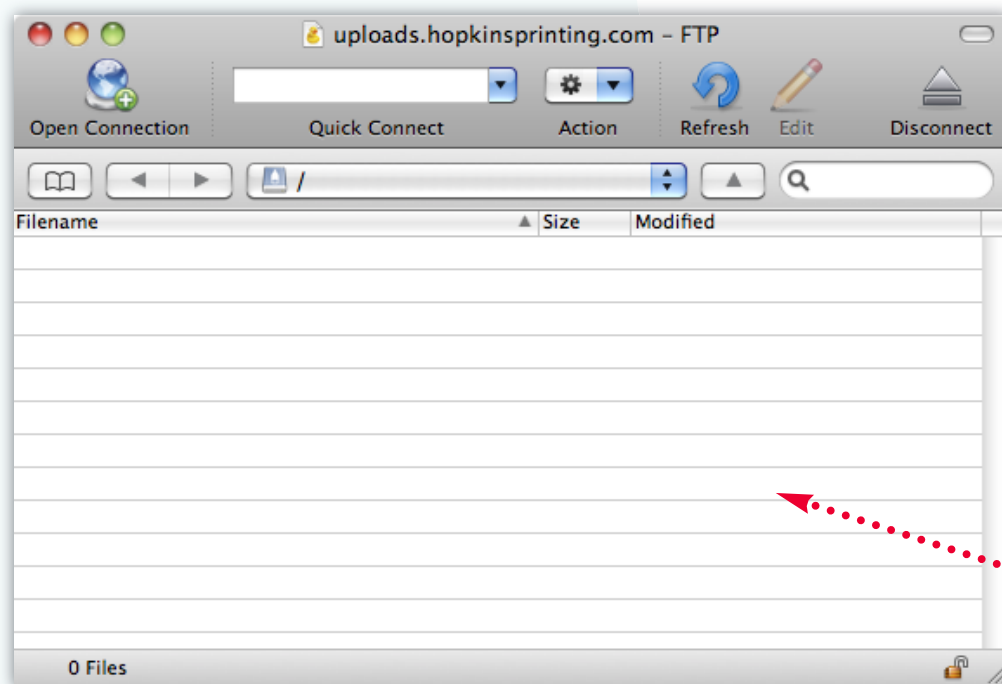 uploads.hopkinsprinting.com – FTP
Open Connection Quick Connect Action Refresh Edit Disconnect
/
Filename Size Modified
0 Files